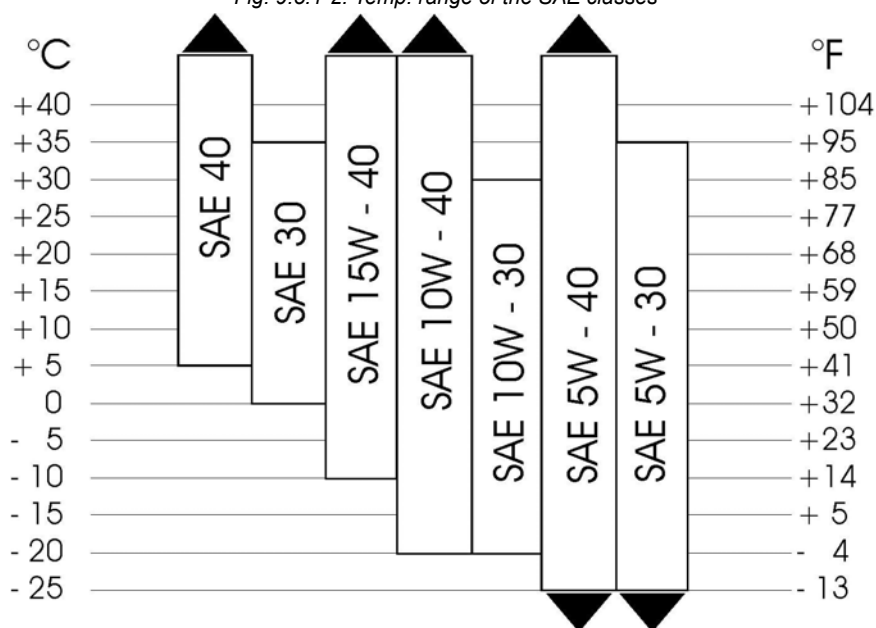 Fig. 9.3.1-2: Temp. range of the SAE classes
°C °F
+40 +104
+35 +95
+30 +85
+25 +77
+20 +68
+15 +59
+10 +50
+ 5 +41
0 +32
- 5 +23
- 10 +14
- 15 + 5
- 20 - 4
- 25 - 13
SAE 40
SAE 30
SAE 15W - 40
SAE 10W - 40
SAE 10W - 30
SAE 5W - 40
SAE 5W - 30